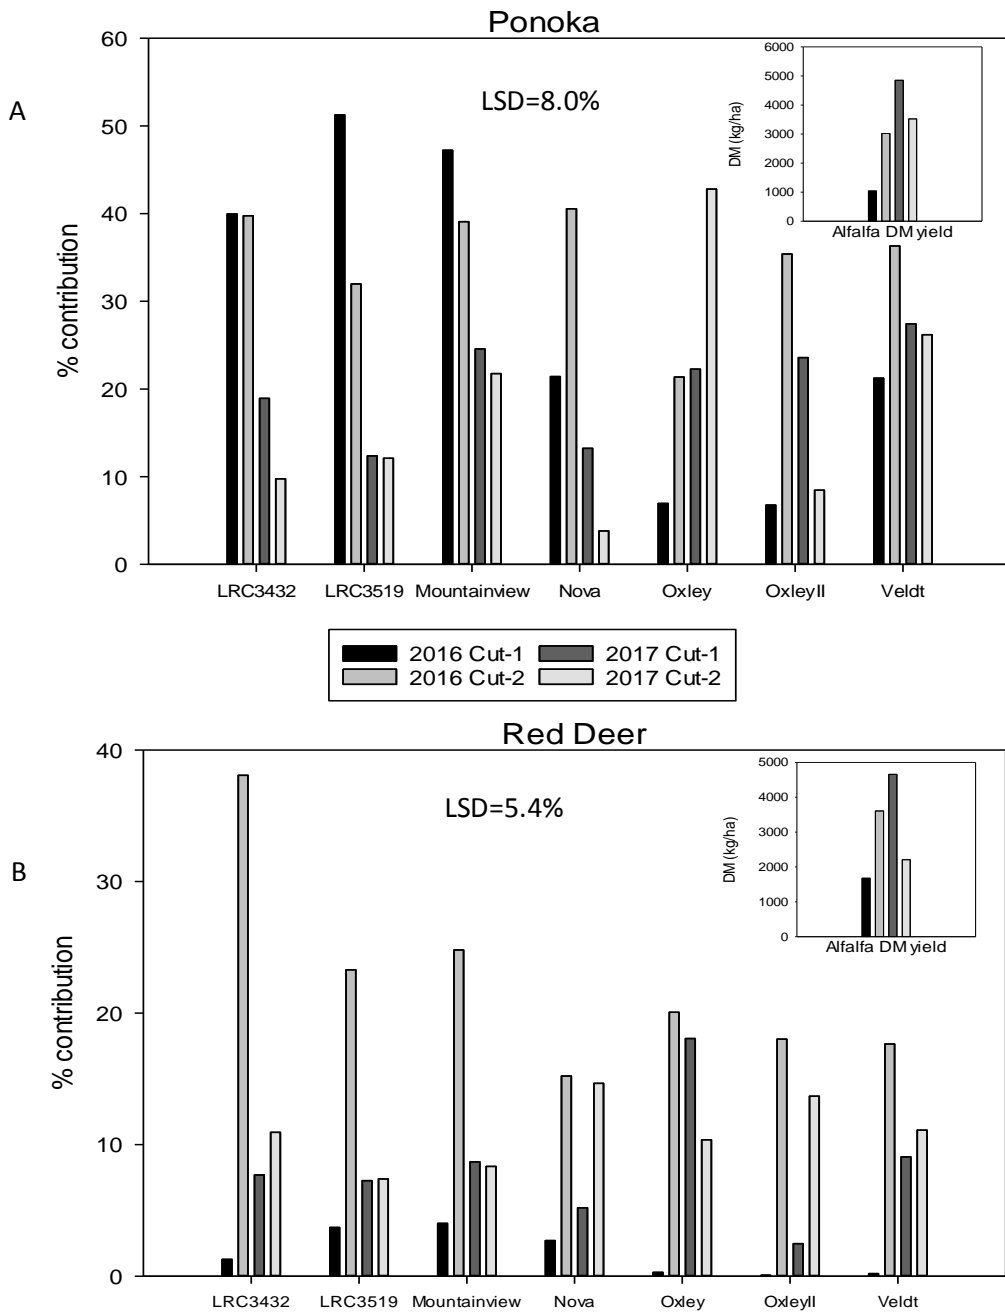 Ponoka
A
LSD=8.0%
60
50
40
30
20
10
0
% contribution
6000
5000
4000
3000
2000
1000
0
DM (kg/ha)
Alfalfa DM yield
LRC3432 LRC3519 Mountainview Nova Oxley OxleyII Veldt
2016 Cut-1 2017 Cut-1
2016 Cut-2 2017 Cut-2
Red Deer
B
LSD=5.4%
40
30
20
10
0
% contribution
5000
4000
3000
2000
1000
0
DM (kg/ha)
Alfalfa DM yield
LRC3432 LRC3519 Mountainview Nova Oxley OxleyII Veldt